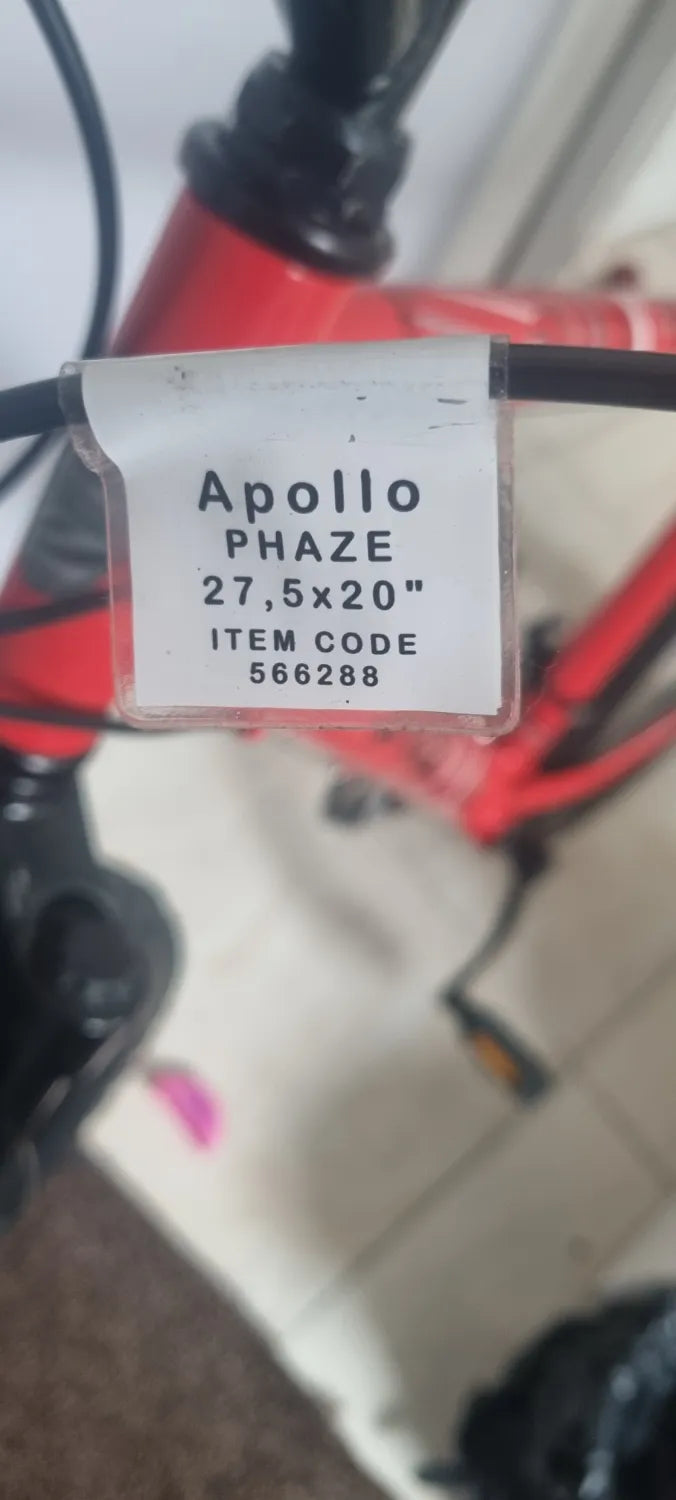 Apollo
PHAZE
27,5x20"
ITEM CODE
566288